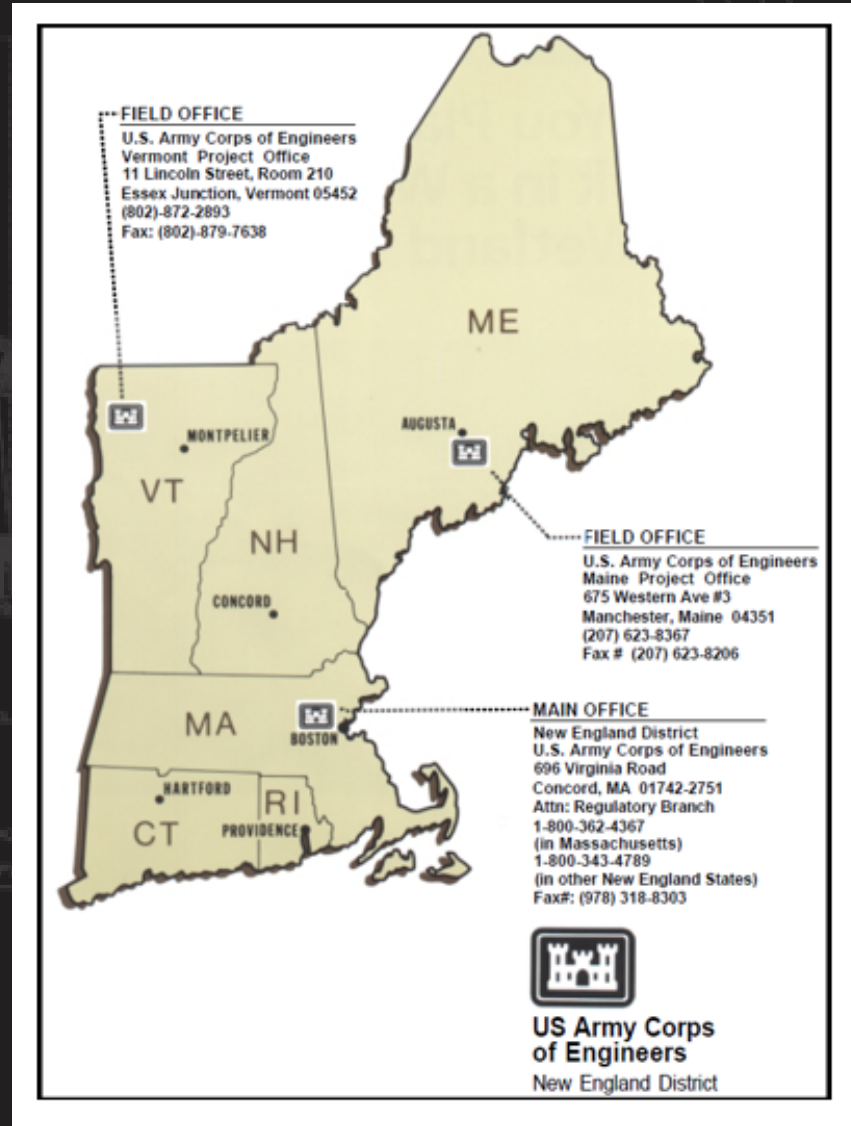 FIELD OFFICE
U.S. Army Corps of Engineers
Vermont Project Office
11 Lincoln Street, Room 210
Essex Junction, Vermont 05452
(802)-872-2893
Fax: (802)-879-7638
ME
AUGUSTA
MONTPELIER
VT
NH
CONCORD
FIELD OFFICE
U.S. Army Corps of Engineers
Maine Project Office
675 Western Ave #3
Manchester, Maine 04351
(207) 623-8367
Fax # (207) 623-8206
MA
BOSTON
HARTFORD
RI
CT
PROVIDENCE
MAIN OFFICE
New England District
U.S. Army Corps of Engineers
696 Virginia Road
Concord, MA 01742-2751
Attn: Regulatory Branch
1-800-362-4367
(in Massachusetts)
1-800-343-4789
(in other New England States)
Fax#: (978) 318-8303
US Army Corps
of Engineers
New England District